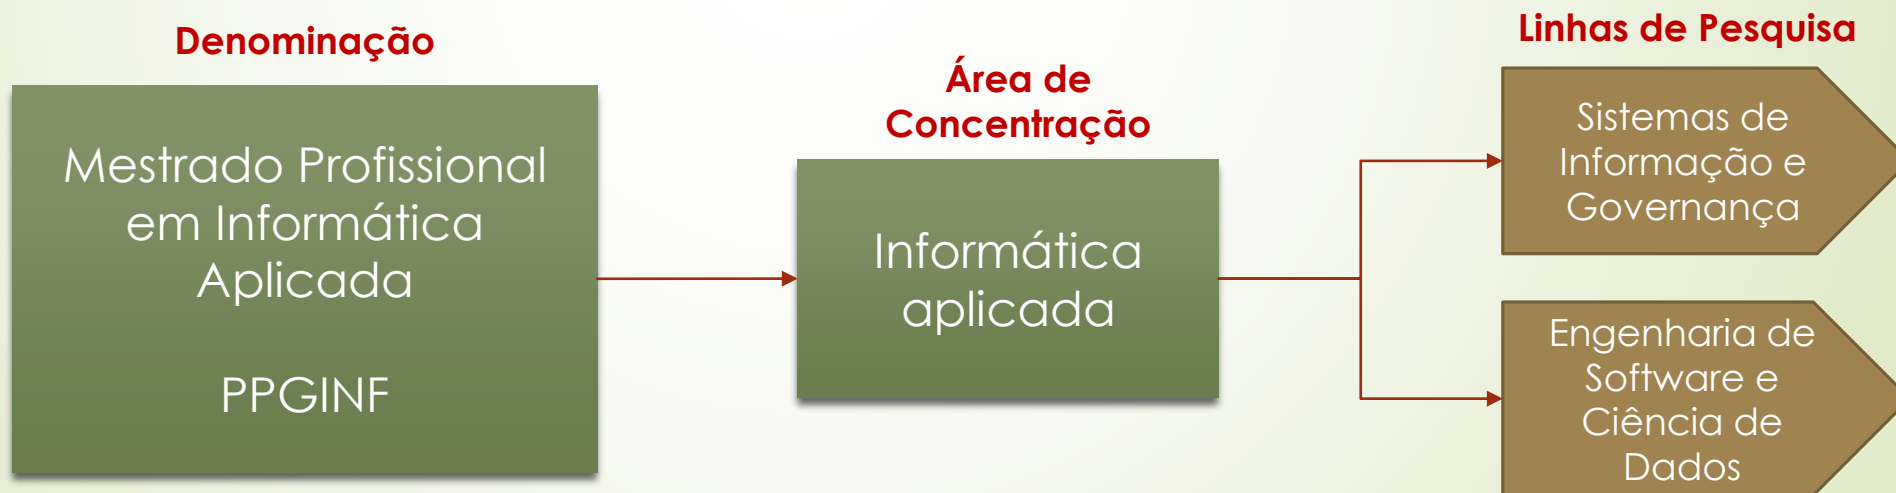 Denominação
Mestrado Profissional
em Informática
Aplicada
PPGINF
Área de
Concentração
Informática
aplicada
Linhas de Pesquisa
Sistemas de
Informação e
Governança
Engenharia de
Software e
Ciência de
Dados